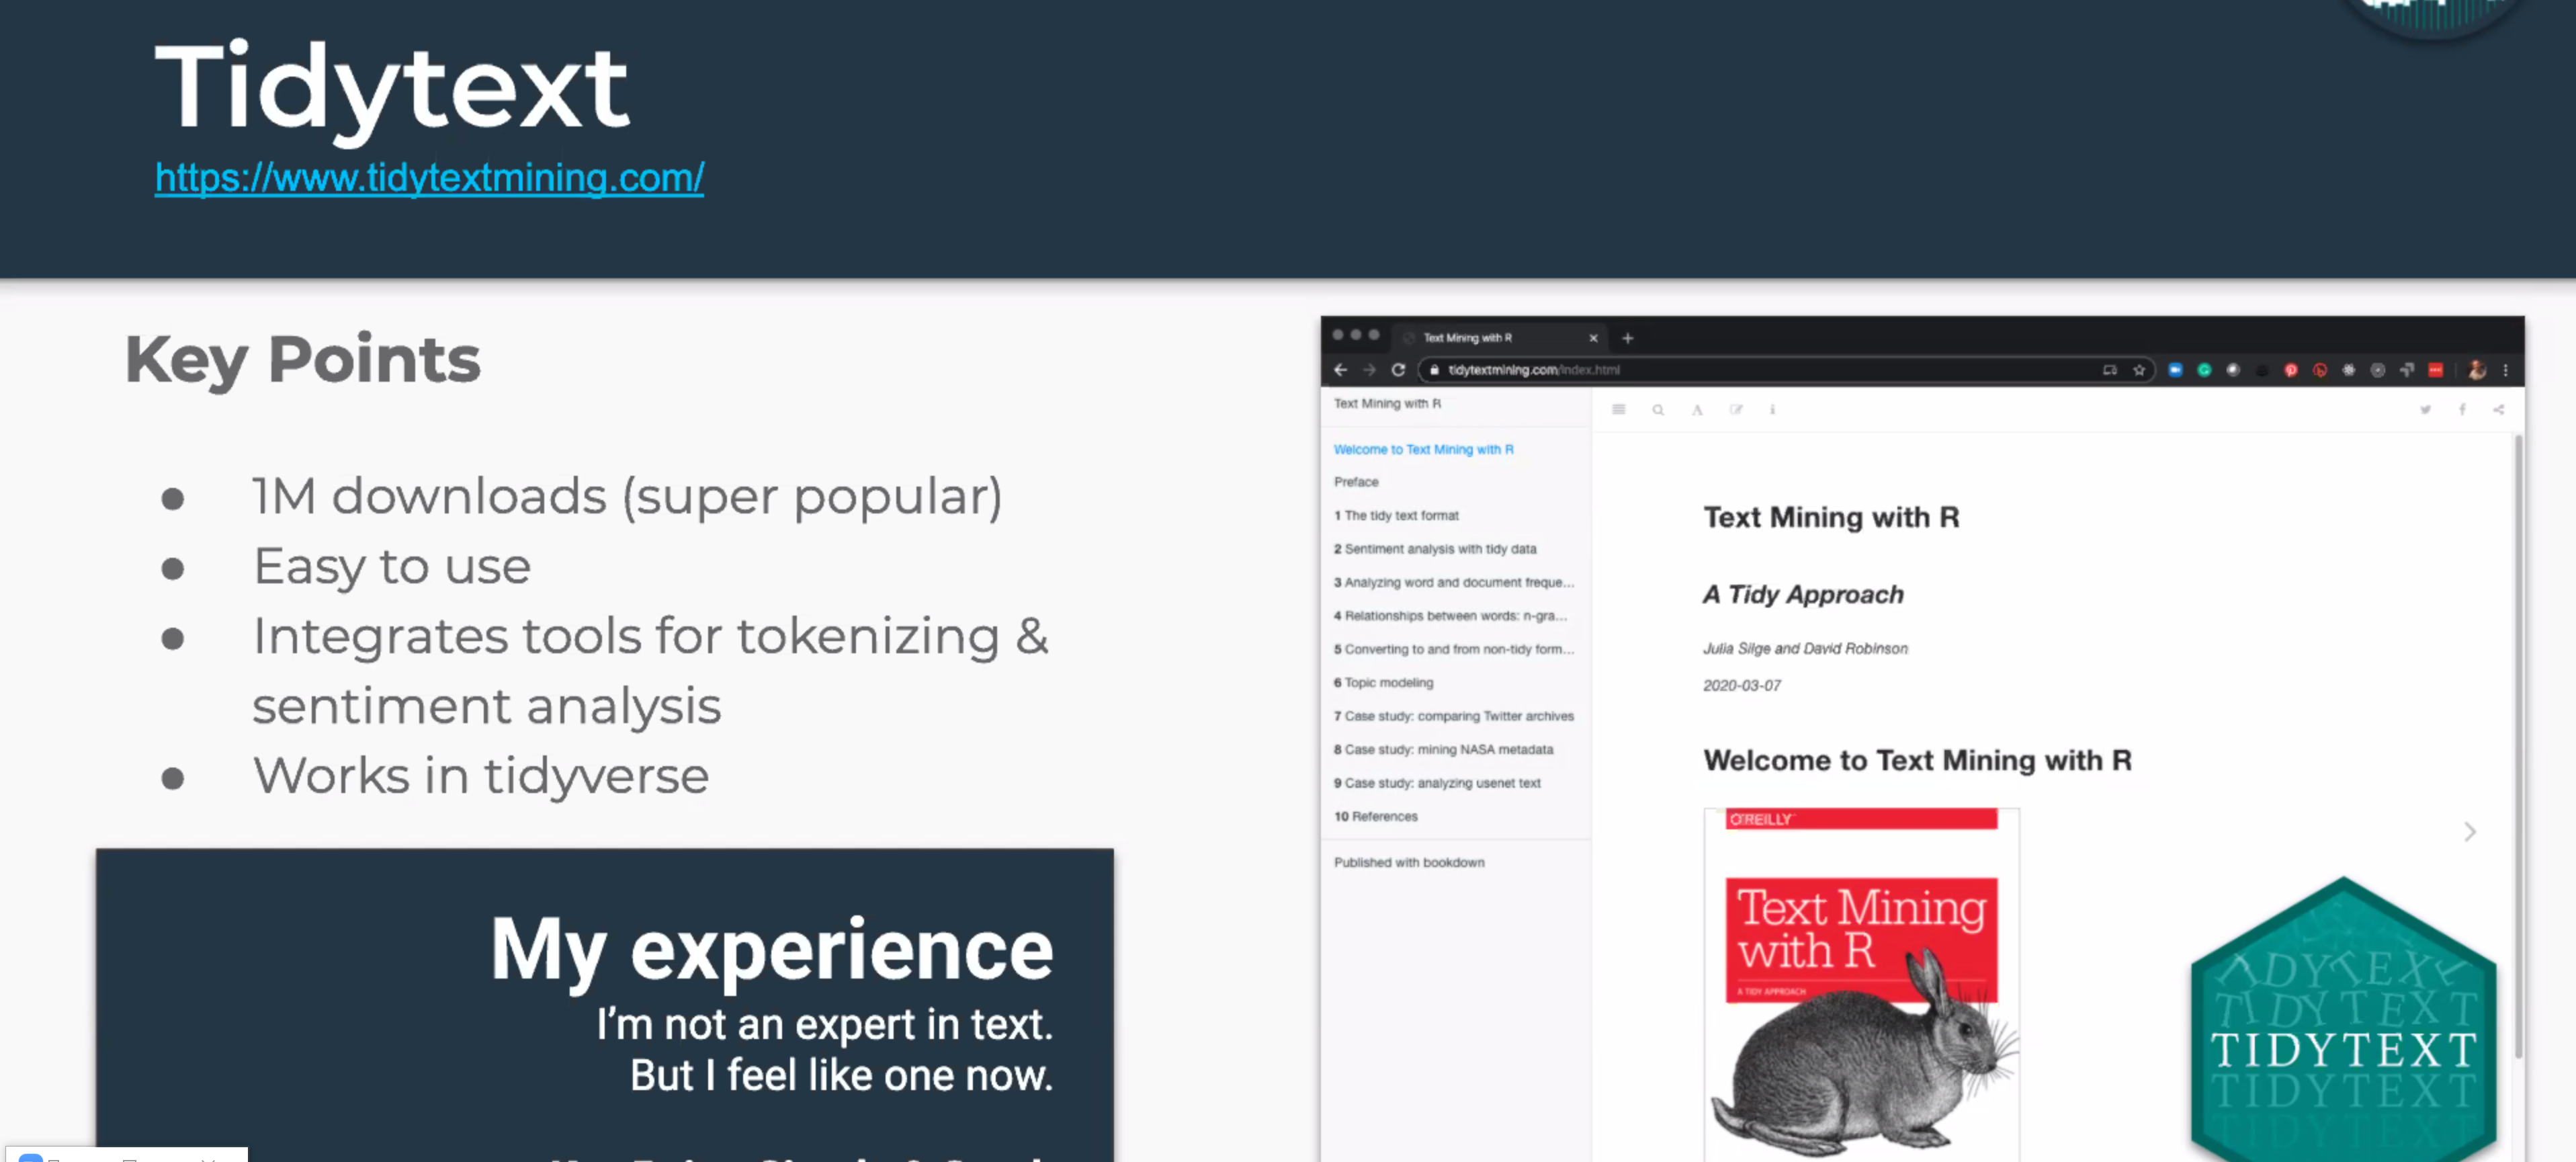 Tidytext
https://www.tidytextmining.com/
Key Points
● 1M downloads (super popular)
● Easy to use
● Integrates tools for tokenizing &
sentiment analysis
● Works in tidyverse
My experience
I'm not an expert in text.
But I feel like one now.
Text Mining with R
tidytextmining.com/index.html
Text Mining with R
Welcome to Text Mining with R
Preface
1 The tidy text format
2 Sentiment analysis with tidy data
3 Analyzing word and document freque...
4 Relationships between words: n-gra...
5 Converting to and from non-tidy form...
6 Topic modeling
7 Case study: comparing Twitter archives
8 Case study: mining NASA metadata
9 Case study: analyzing usenet text
10 References
Published with bookdown
Text Mining with R
A Tidy Approach
Julia Silge and David Robinson
2020-03-07
Welcome to Text Mining with R
O'REILLY
Text Mining
with R
A TIDY APPROACH
TIDYTEXT
TIDYTEXT
TIDYTEXT
TIDYTEXT